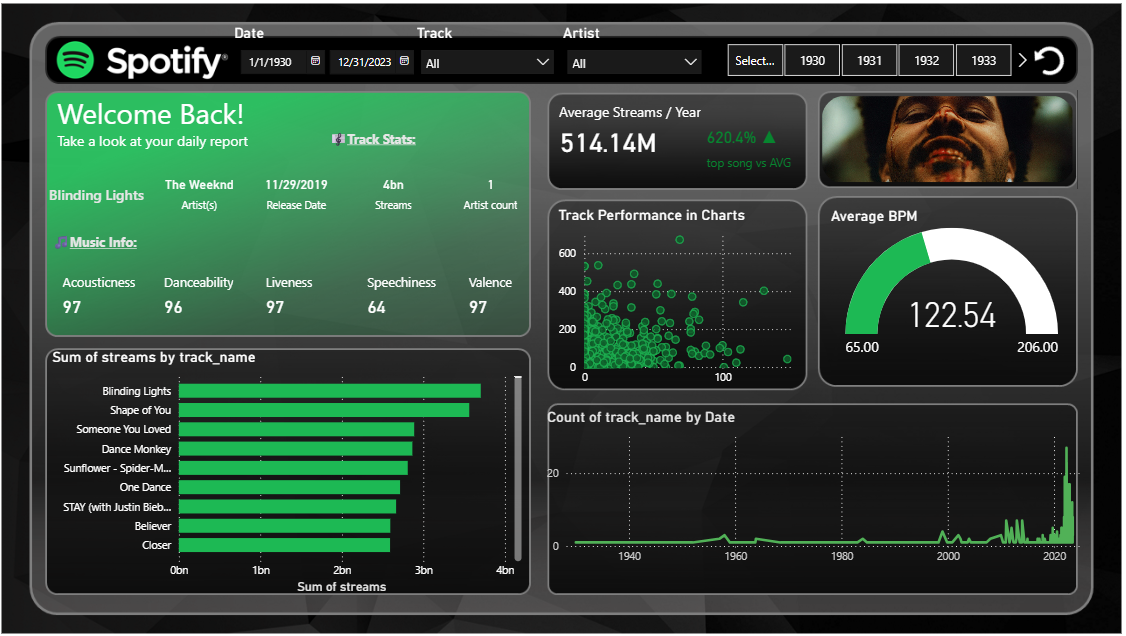 Date
Track
Artist
Spotify®
1/1/1930
12/31/2023
All
All
Select...
1930
1931
1932
1933
Welcome Back!
Take a look at your daily report
Track Stats:
Blinding Lights
The Weeknd
11/29/2019
4bn
1
Artist(s)
Release Date
Streams
Artist count
Music Info:
Acousticness
Danceability
Liveness
Speechiness
Valence
97
96
97
64
97
Average Streams / Year
514.14M
620.4% ▲
top song vs AVG
Track Performance in Charts
600
400
200
0
0
100
Average BPM
122.54
65.00
206.00
Sum of streams by track_name
Blinding Lights
Shape of You
Someone You Loved
Dance Monkey
Sunflower - Spider-M...
One Dance
STAY (with Justin Bieb...
Believer
Closer
0bn
1bn
2bn
3bn
4bn
Sum of streams
Count of track_name by Date
20
0
1940
1960
1980
2000
2020